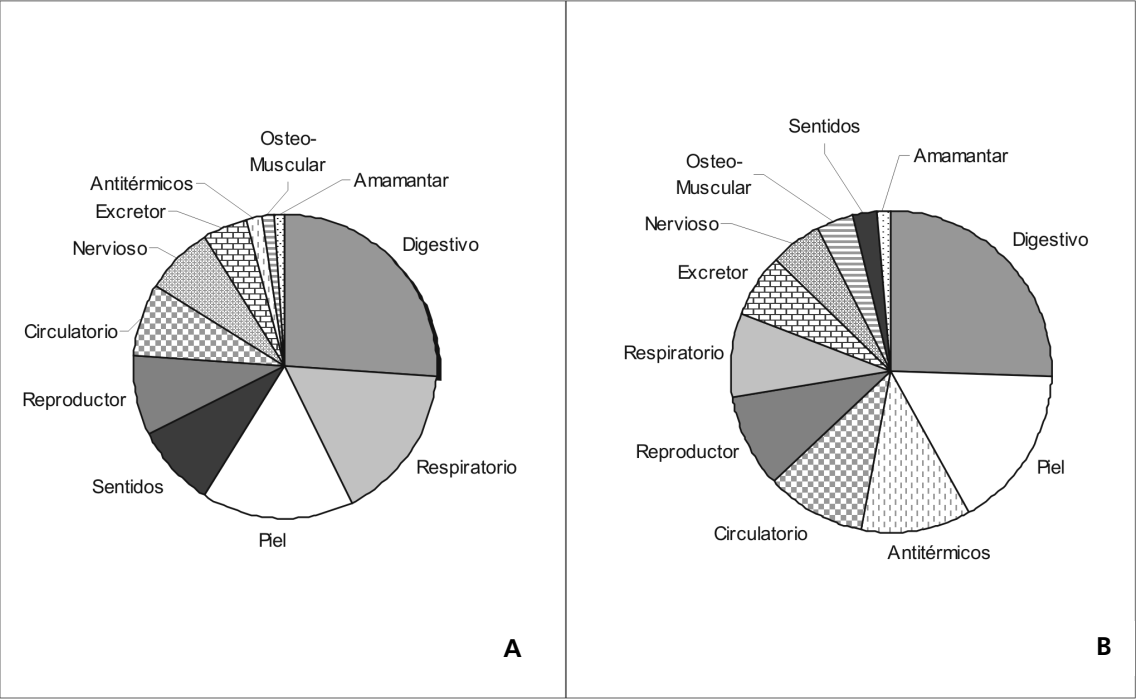 Osteo-
Muscular
Antitérmicos
Amamantar
Excretor
Nervioso
Digestivo
Circulatorio
Reproductor
Respiratorio
Sentidos
Piel
A
Sentidos
Osteo-
Muscular
Amamantar
Nervioso
Digestivo
Excretor
Respiratorio
Reproductor
Piel
Circulatorio
Antitérmicos
B